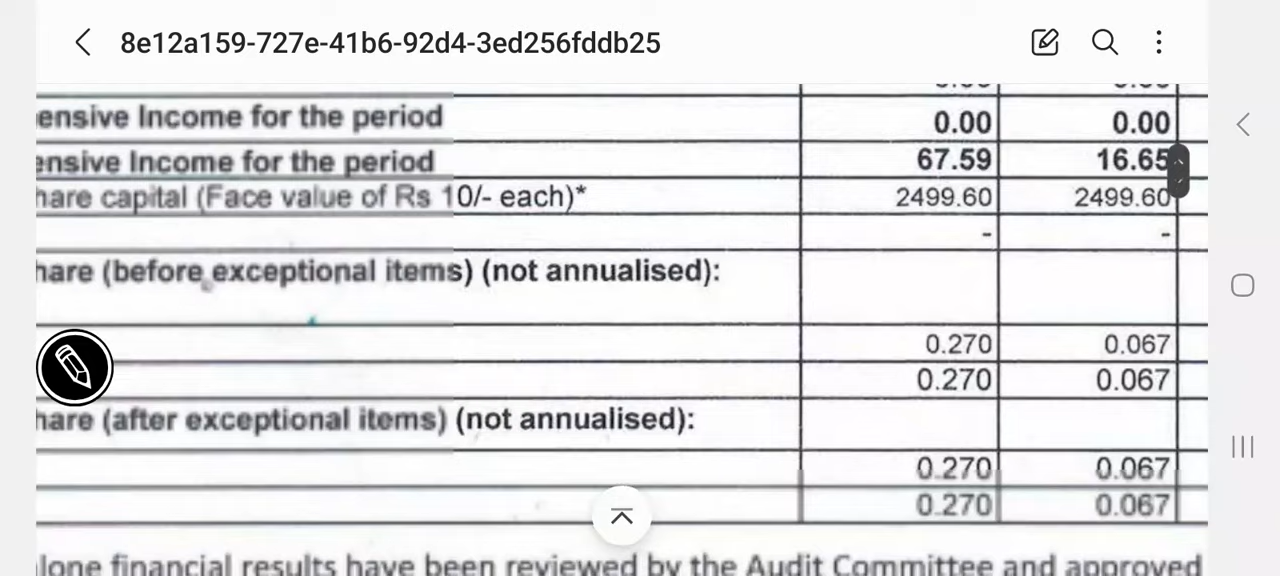 8e12a159-727e-41b6-92d4-3ed256fddb25
ensive Income for the period 0.00 0.00
ensive Income for the period 67.59 16.65
hare capital (Face value of Rs 10/- each)* 2499.60 2499.60
- -
hare (before exceptional items) (not annualised):
0.270 0.067
0.270 0.067
hare (after exceptional items) (not annualised):
0.270 0.067
0.270 0.067
lone financial results have been reviewed by the Audit Committee and approved